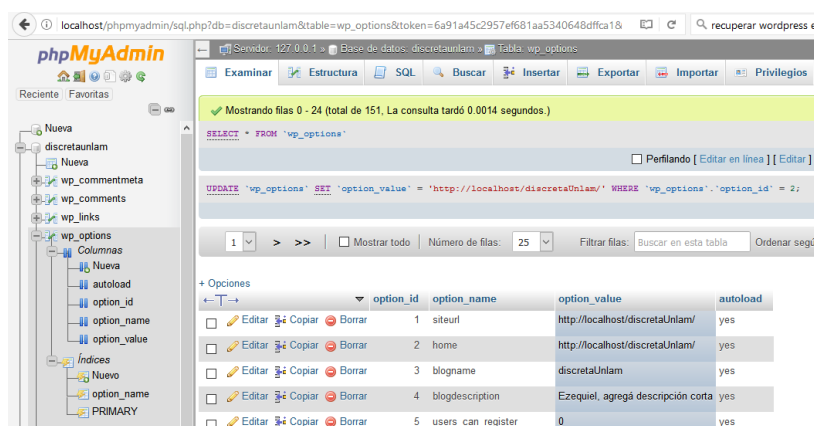 localhost/phpmyadmin/sql.php?db=discretaunlam&table=wp_options&token=6a91a45c2957ef681aa5340648dffca1& recuperar wordpress e
phpMyAdmin
Reciente Favoritas
Nueva
discretaunlam
Nueva
wp_commentmeta
wp_comments
wp_links
wp_options
Columnas
Nueva
autoload
option_id
option_name
option_value
Índices
Nuevo
option_name
PRIMARY
Servidor: 127.0.0.1 » Base de datos: discretaunlam » Tabla: wp_options
Examinar Estructura SQL Buscar Insertar Exportar Importar Privilegios
Mostrando filas 0 - 24 (total de 151, La consulta tardó 0.0014 segundos.)
SELECT * FROM `wp_options`
Perfilando [ Editar en línea ] [ Editar ]
UPDATE `wp_options` SET `option_value` = 'http://localhost/discretaUnlam/' WHERE `wp_options`.`option_id` = 2;
1 > >> Mostrar todo Número de filas: 25 Filtrar filas: Buscar en esta tabla Ordenar segú
+ Opciones
←T→ option_id option_name option_value autoload
Editar Copiar Borrar 1 siteurl http://localhost/discretaUnlam/ yes
Editar Copiar Borrar 2 home http://localhost/discretaUnlam/ yes
Editar Copiar Borrar 3 blogname discretaUnlam yes
Editar Copiar Borrar 4 blogdescription Ezequiel, agregá descripción corta yes
Editar Copiar Borrar 5 users_can_register 0 yes